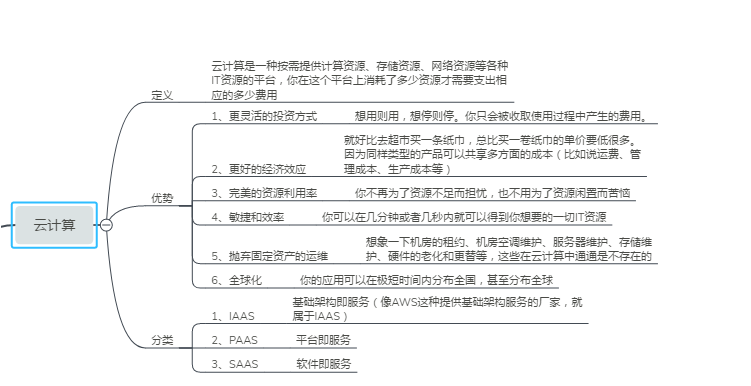 云计算
定义
云计算是一种按需提供计算资源、存储资源、网络资源等各种
IT资源的平台，你在这个平台上消耗了多少资源才需要支出相
应的多少费用
优势
1、更灵活的投资方式
想用则用，想停则停。你只会被收取使用过程中产生的费用。
2、更好的经济效应
就好比去超市买一条纸巾，总比买一卷纸巾的单价要低很多。
因为同样类型的产品可以共享多方面的成本（比如说运费、管
理成本、生产成本等）
3、完美的资源利用率
你不再为了资源不足而担忧，也不用为了资源闲置而苦恼
4、敏捷和效率
你可以在几分钟或者几秒内就可以得到你想要的一切IT资源
5、抛弃固定资产的运维
想象一下机房的租约、机房空调维护、服务器维护、存储维
护、硬件的老化和更替等，这些在云计算中通通是不存在的
6、全球化
你的应用可以在极短时间内分布全国，甚至分布全球
分类
1、IAAS
基础架构即服务（像AWS这种提供基础架构服务的厂家，就
属于IAAS）
2、PAAS
平台即服务
3、SAAS
软件即服务